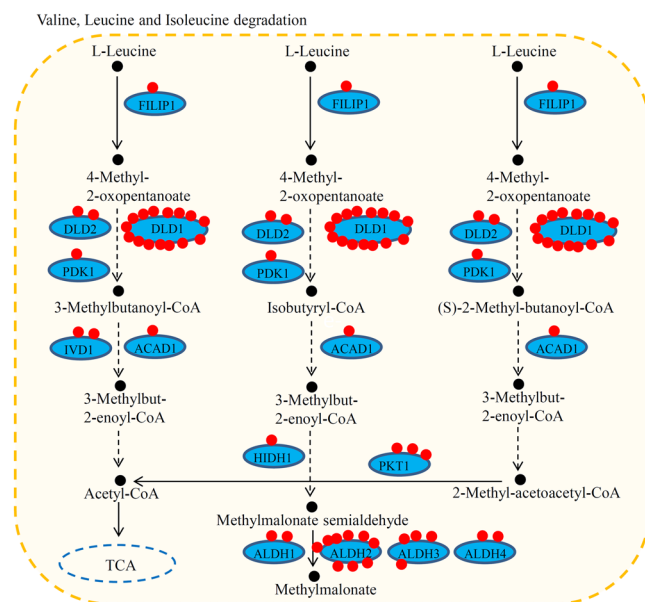 Valine, Leucine and Isoleucine degradation
L-Leucine
L-Leucine
L-Leucine
FILIP1
FILIP1
FILIP1
4-Methyl-
2-oxopentanoate
4-Methyl-
2-oxopentanoate
4-Methyl-
2-oxopentanoate
DLD2
DLD1
DLD2
DLD1
DLD2
DLD1
PDK1
PDK1
PDK1
3-Methylbutanoyl-CoA
Isobutyryl-CoA
(S)-2-Methyl-butanoyl-CoA
IVD1
ACAD1
ACAD1
ACAD1
3-Methylbut-
2-enoyl-CoA
3-Methylbut-
2-enoyl-CoA
3-Methylbut-
2-enoyl-CoA
HIDH1
PKT1
Acetyl-CoA
2-Methyl-acetoacetyl-CoA
Methylmalonate semialdehyde
ALDH1
ALDH2
ALDH3
ALDH4
TCA
Methylmalonate